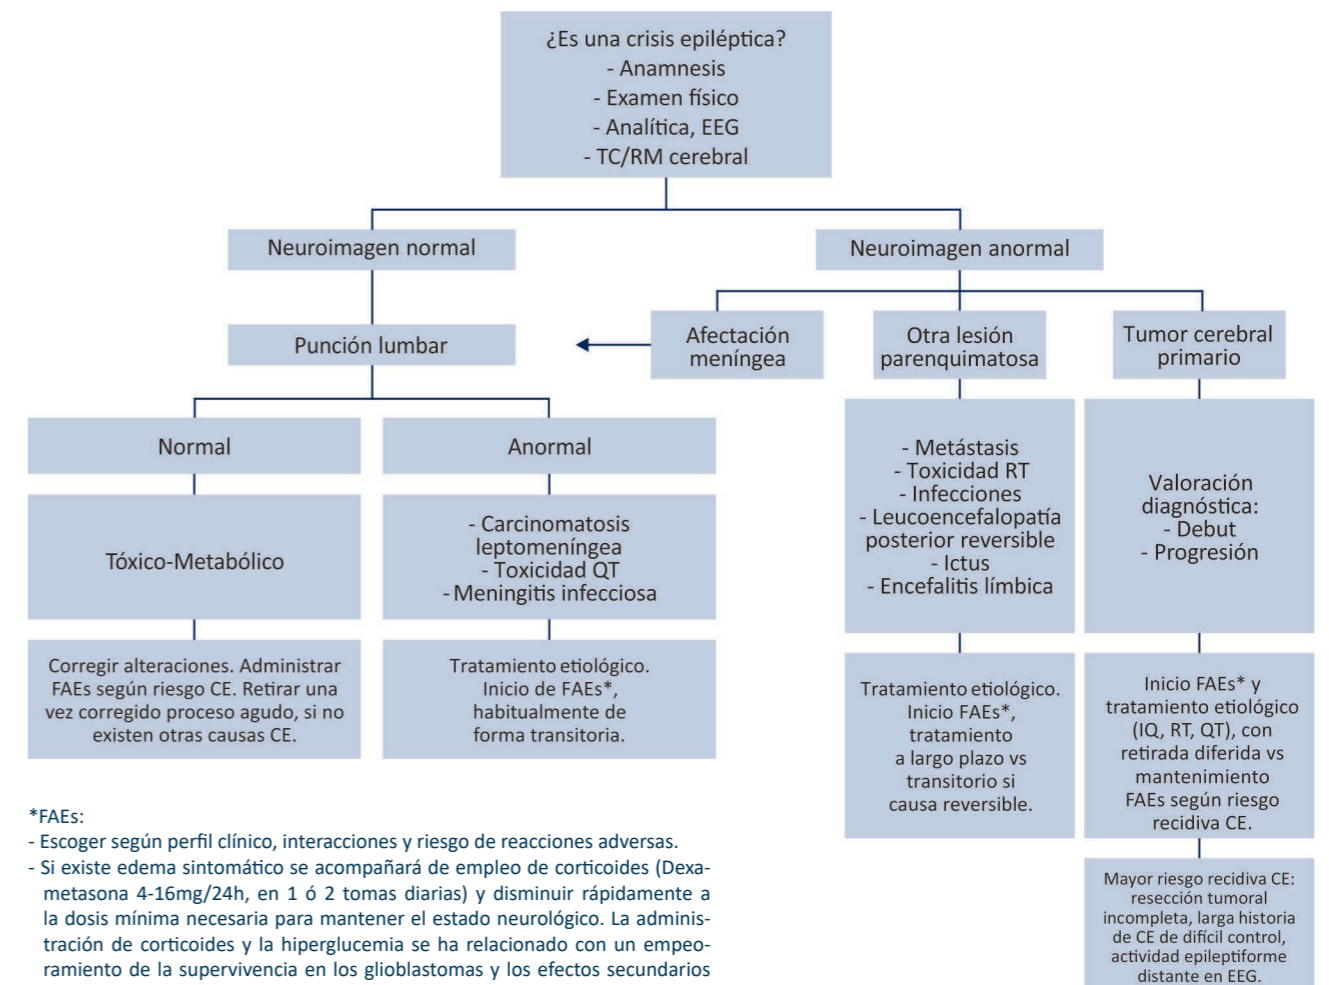 ¿Es una crisis epiléptica?
- Anamnesis
- Examen físico
- Analítica, EEG
- TC/RM cerebral
Neuroimagen normal
Neuroimagen anormal
Punción lumbar
Afectación
meníngea
Otra lesión
parenquimatosa
Tumor cerebral
primario
Normal
Anormal
Tóxico-Metabólico
- Carcinomatosis
leptomeníngea
- Toxicidad QT
- Meningitis infecciosa
- Metástasis
- Toxicidad RT
- Infecciones
- Leucoencefalopatía
posterior reversible
- Ictus
- Encefalitis límbica
Valoración
diagnóstica:
- Debut
- Progresión
Corregir alteraciones. Administrar
FAEs según riesgo CE. Retirar una
vez corregido proceso agudo, si no
existen otras causas CE.
Tratamiento etiológico.
Inicio de FAEs*,
habitualmente de
forma transitoria.
Tratamiento etiológico.
Inicio FAEs*,
tratamiento
a largo plazo vs
transitorio si
causa reversible.
Inicio FAEs* y
tratamiento etiológico
(IQ, RT, QT), con
retirada diferida vs
mantenimiento
FAEs según riesgo
recidiva CE.
Mayor riesgo recidiva CE:
resección tumoral
incompleta, larga historia
de CE de difícil control,
actividad epileptiforme
distante en EEG.
*FAEs:
- Escoger según perfil clínico, interacciones y riesgo de reacciones adversas.
- Si existe edema sintomático se acompañará de empleo de corticoides (Dexa-
metasona 4-16mg/24h, en 1 ó 2 tomas diarias) y disminuir rápidamente a
la dosis mínima necesaria para mantener el estado neurológico. La adminis-
tración de corticoides y la hiperglucemia se ha relacionado con un empeo-
ramiento de la supervivencia en los glioblastomas y los efectos secundarios